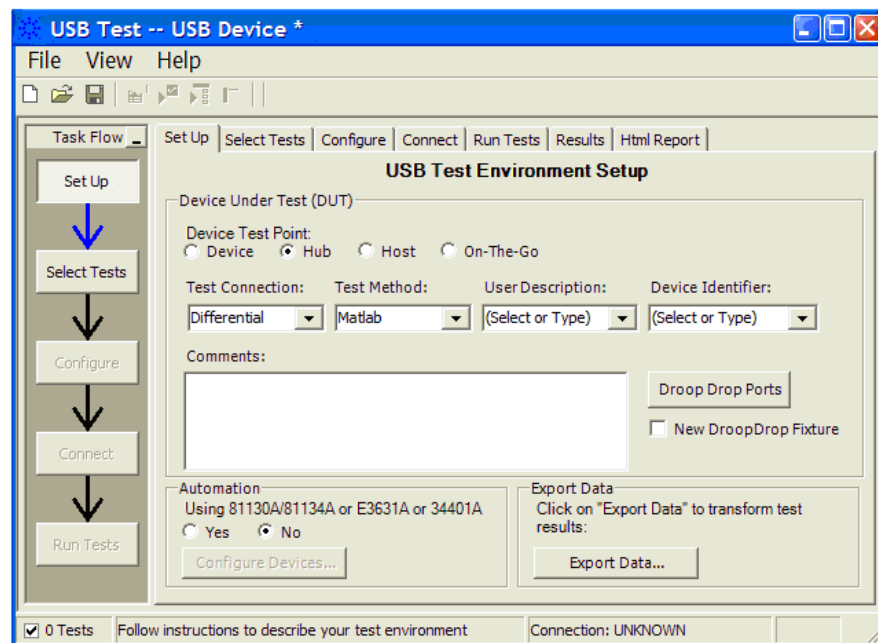 USB Test -- USB Device *
File View Help
Task Flow
Set Up
Select Tests
Configure
Connect
Run Tests
Set Up Select Tests Configure Connect Run Tests Results Html Report
USB Test Environment Setup
Device Under Test (DUT)
Device Test Point:
Device Hub Host On-The-Go
Test Connection: Test Method: User Description: Device Identifier:
Differential Matlab (Select or Type) (Select or Type)
Comments:
Droop Drop Ports
New DroopDrop Fixture
Automation
Using 81130A/81134A or E3631A or 34401A
Yes No
Configure Devices...
Export Data
Click on "Export Data" to transform test
results:
Export Data...
0 Tests Follow instructions to describe your test environment Connection: UNKNOWN